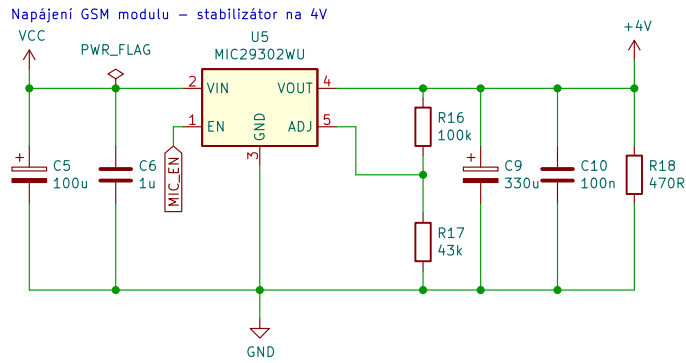 Napájení GSM modulu – stabilizátor na 4V
VCC
PWR_FLAG
U5
MIC29302WU
+4V
2
VIN
VOUT
4
1
EN
GND
ADJ
5
3
MIC_EN
R16
100k
C5
100u
C6
1u
C9
330u
C10
100n
R18
470R
R17
43k
GND